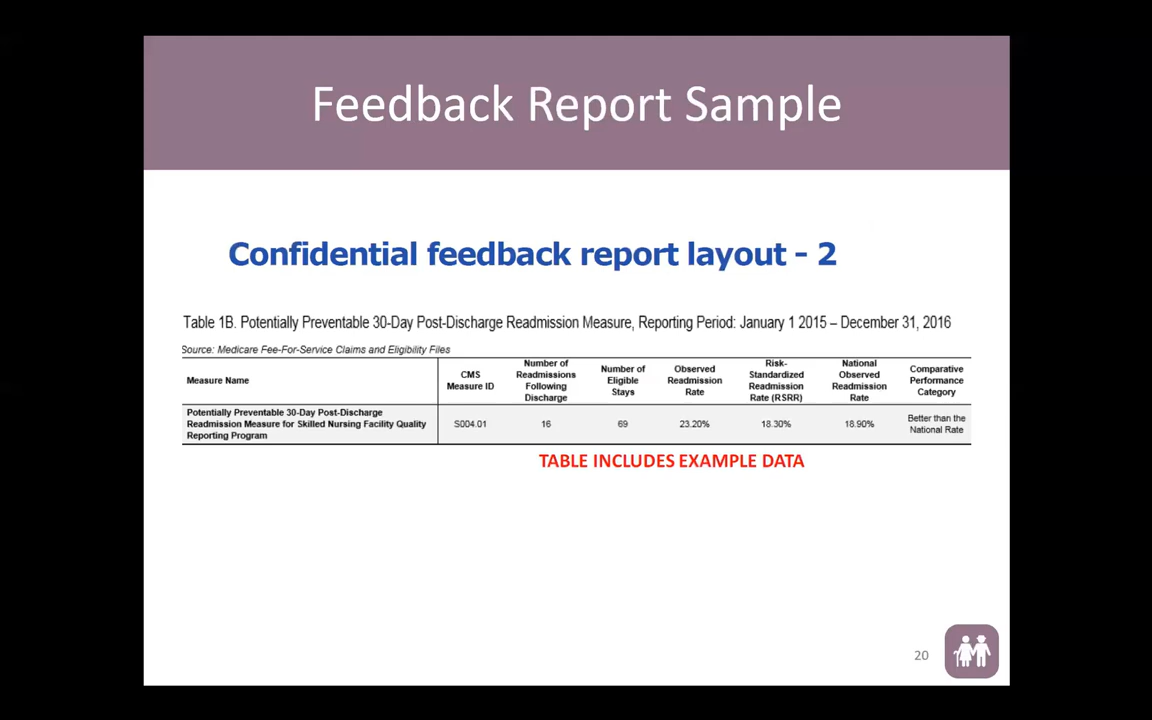 Feedback Report Sample
Confidential feedback report layout - 2
Table 1B. Potentially Preventable 30-Day Post-Discharge Readmission Measure, Reporting Period: January 1 2015 – December 31, 2016
Source: Medicare Fee-For-Service Claims and Eligibility Files
Measure Name
CMS
Measure ID
Number of
Readmissions
Following
Discharge
Number of
Eligible
Stays
Observed
Readmission
Rate
Risk-
Standardized
Readmission
Rate (RSRR)
National
Observed
Readmission
Rate
Comparative
Performance
Category
Potentially Preventable 30-Day Post-Discharge
Readmission Measure for Skilled Nursing Facility Quality
Reporting Program
S004.01
16
69
23.20%
18.30%
18.90%
Better than the
National Rate
TABLE INCLUDES EXAMPLE DATA
20